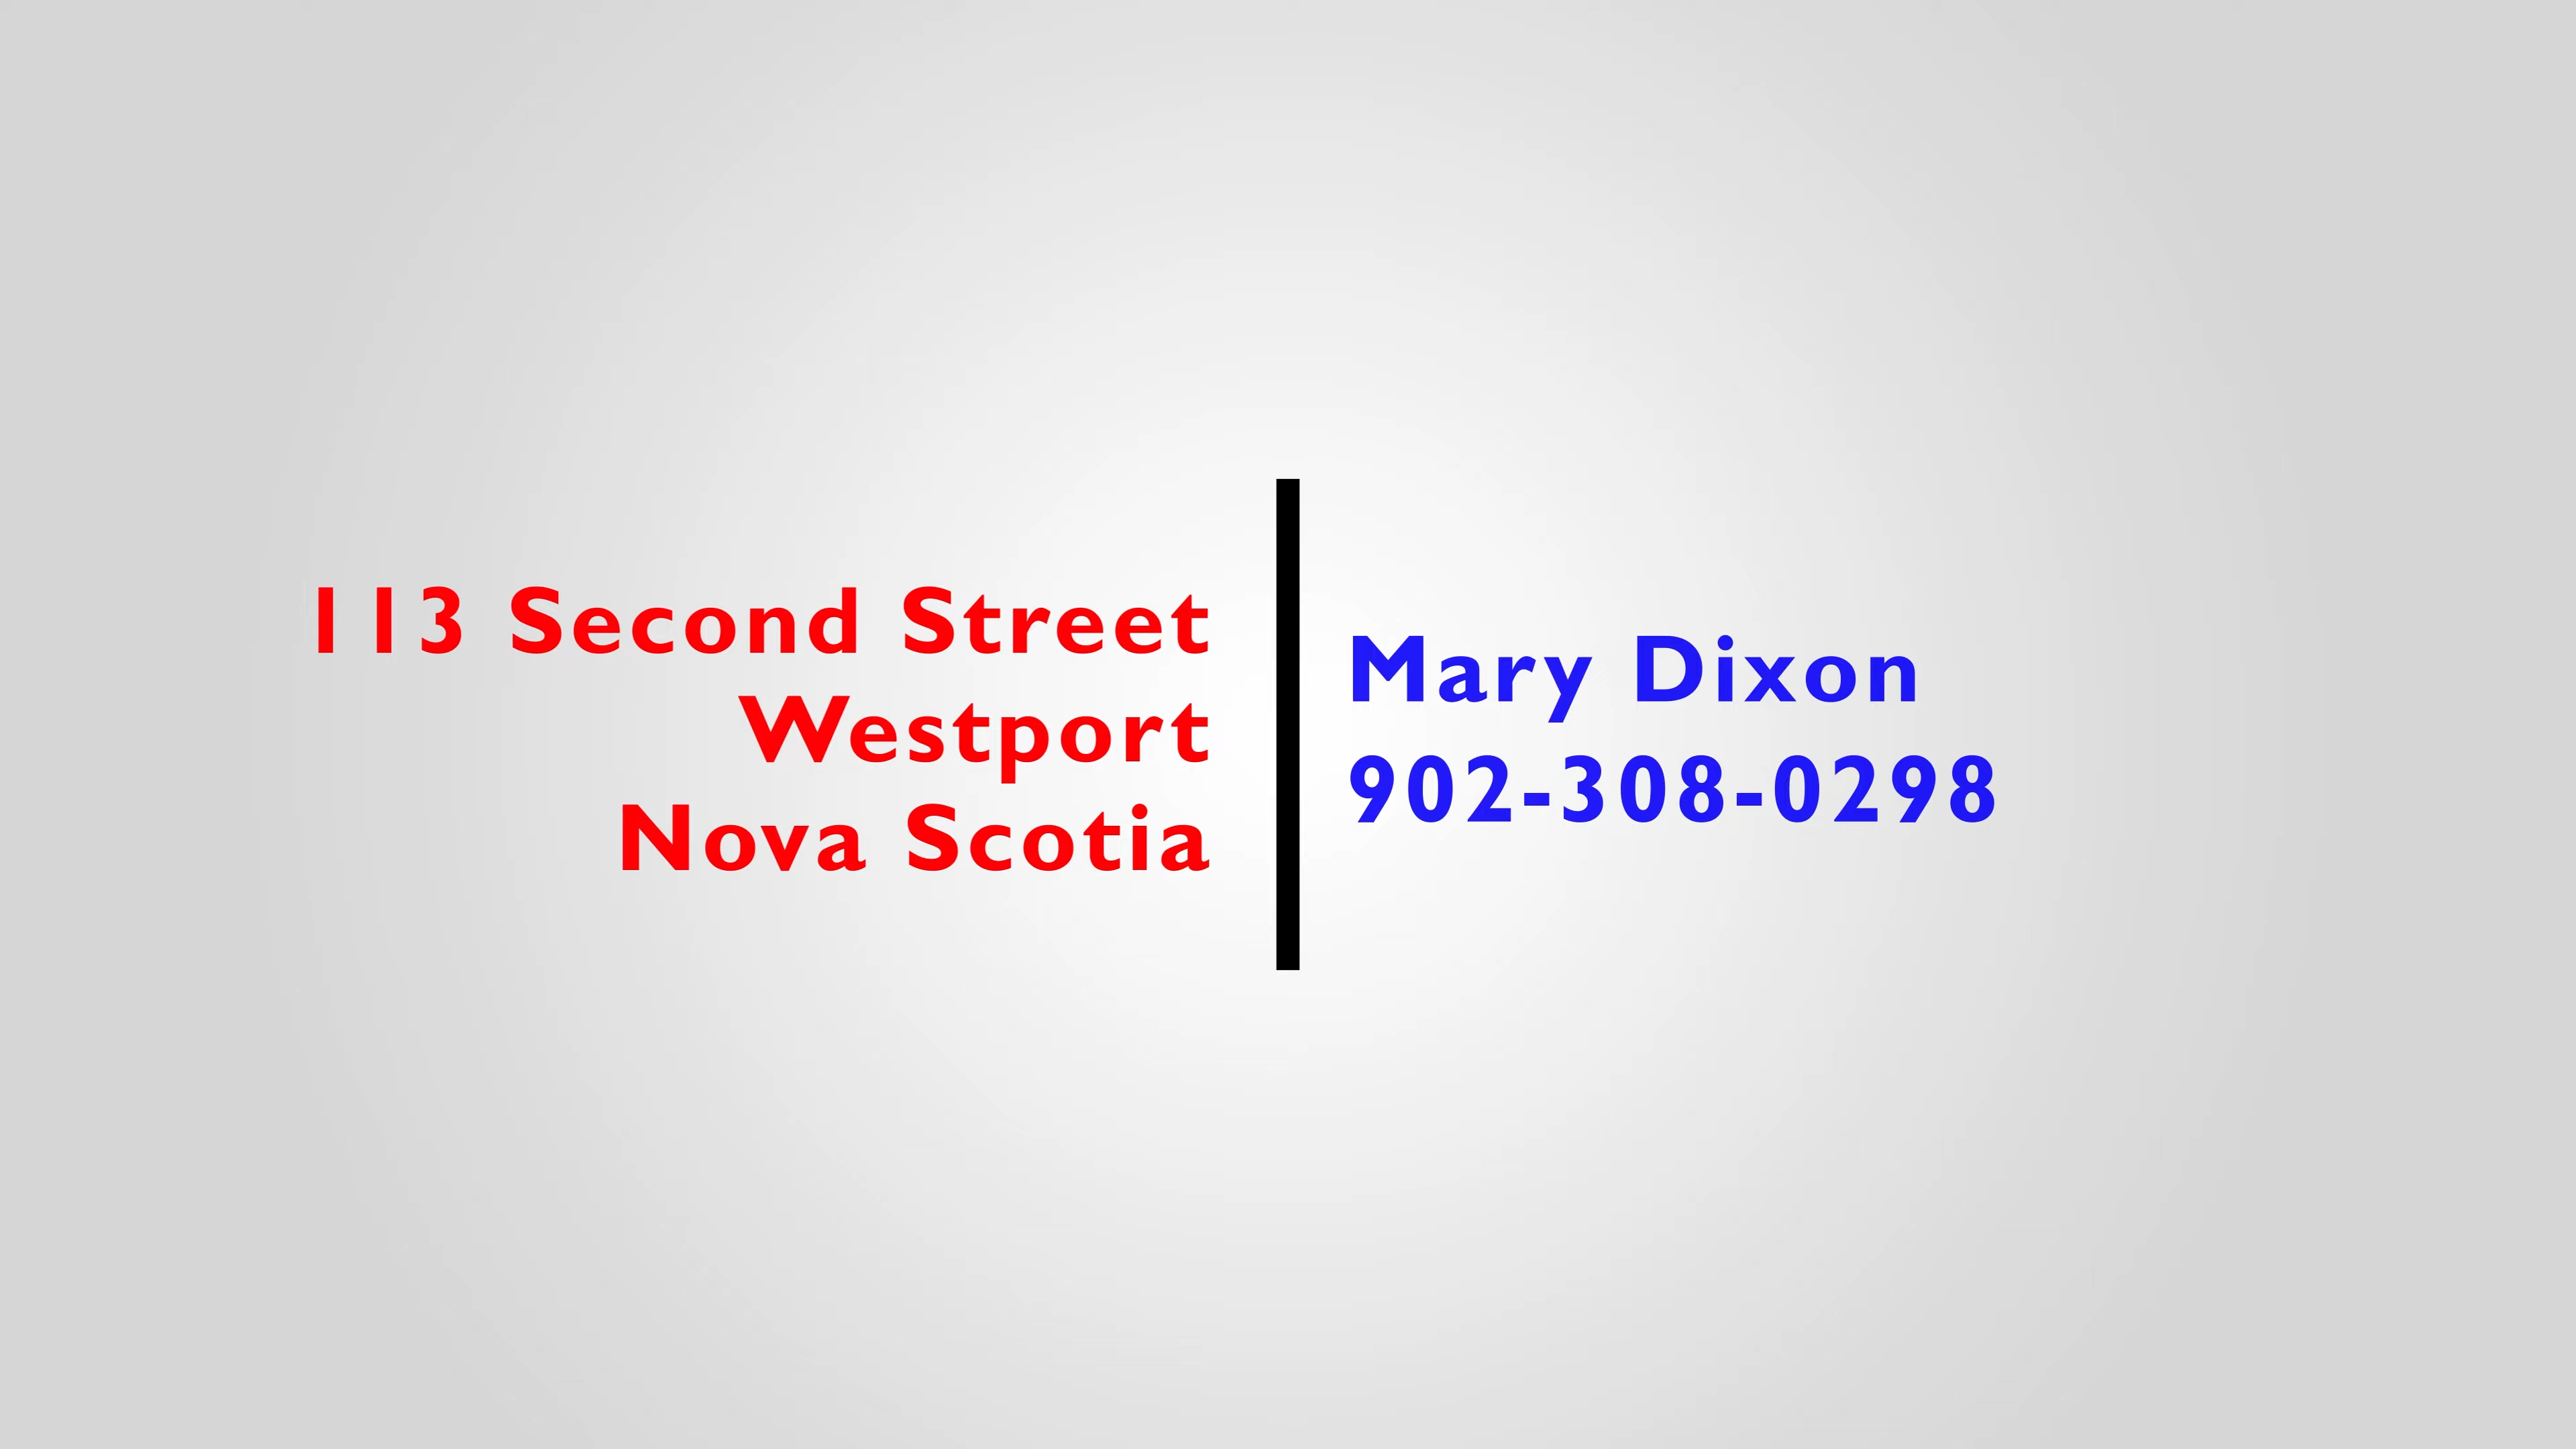 113 Second Street
Westport
Nova Scotia
Mary Dixon
902-308-0298